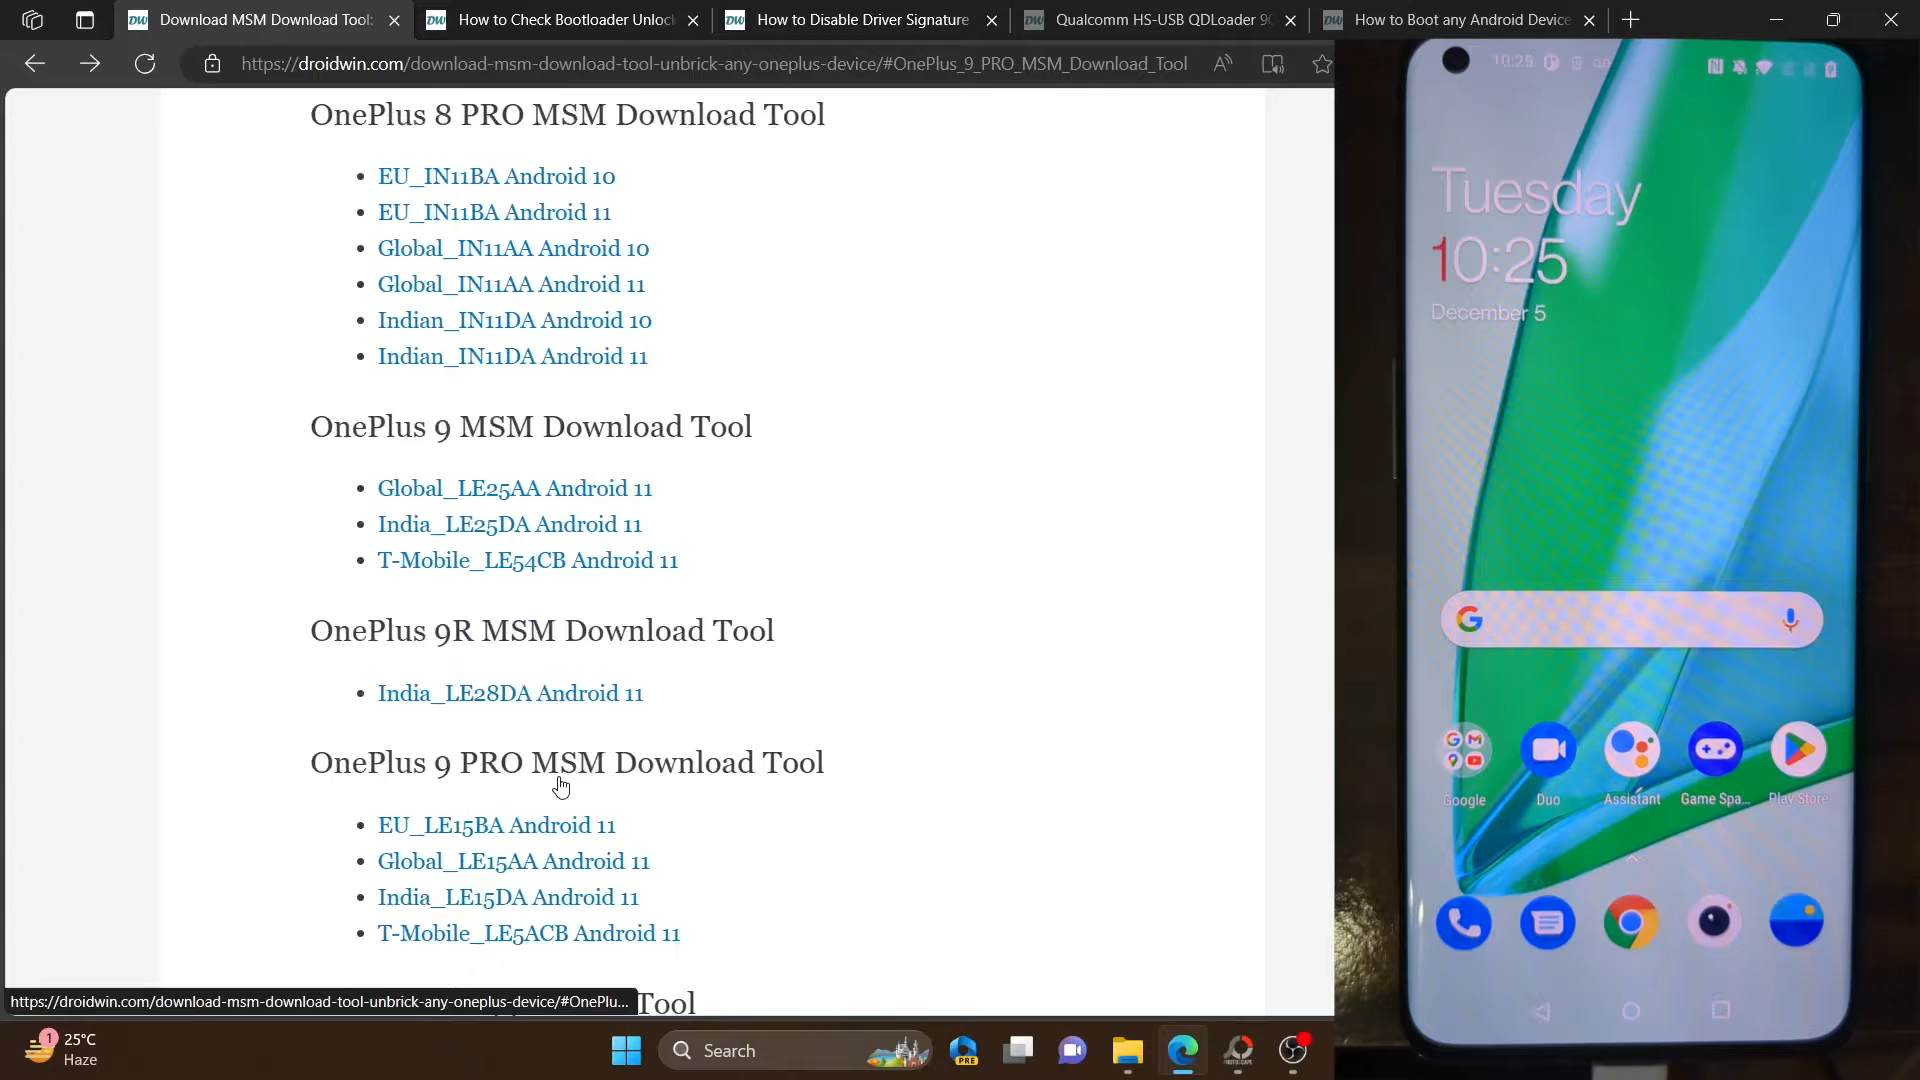 Download MSM Download Tool:
How to Check Bootloader Unlock
How to Disable Driver Signature
Qualcomm HS-USB QDLoader 90
How to Boot any Android Device
https://droidwin.com/download-msm-download-tool-unbrick-any-oneplus-device/#OnePlus_9_PRO_MSM_Download_Tool
OnePlus 8 PRO MSM Download Tool
EU_IN11BA Android 10
EU_IN11BA Android 11
Global_IN11AA Android 10
Global_IN11AA Android 11
Indian_IN11DA Android 10
Indian_IN11DA Android 11
OnePlus 9 MSM Download Tool
Global_LE25AA Android 11
India_LE25DA Android 11
T-Mobile_LE54CB Android 11
OnePlus 9R MSM Download Tool
India_LE28DA Android 11
OnePlus 9 PRO MSM Download Tool
EU_LE15BA Android 11
Global_LE15AA Android 11
India_LE15DA Android 11
T-Mobile_LE5ACB Android 11
Tool
https://droidwin.com/download-msm-download-tool-unbrick-any-oneplus-device/#OnePlu...
1
25°C
Haze
Search
PRE
10:25
Tuesday
10:25
December 5
Google
Duo
Assistant
Game Spa...
Play Store